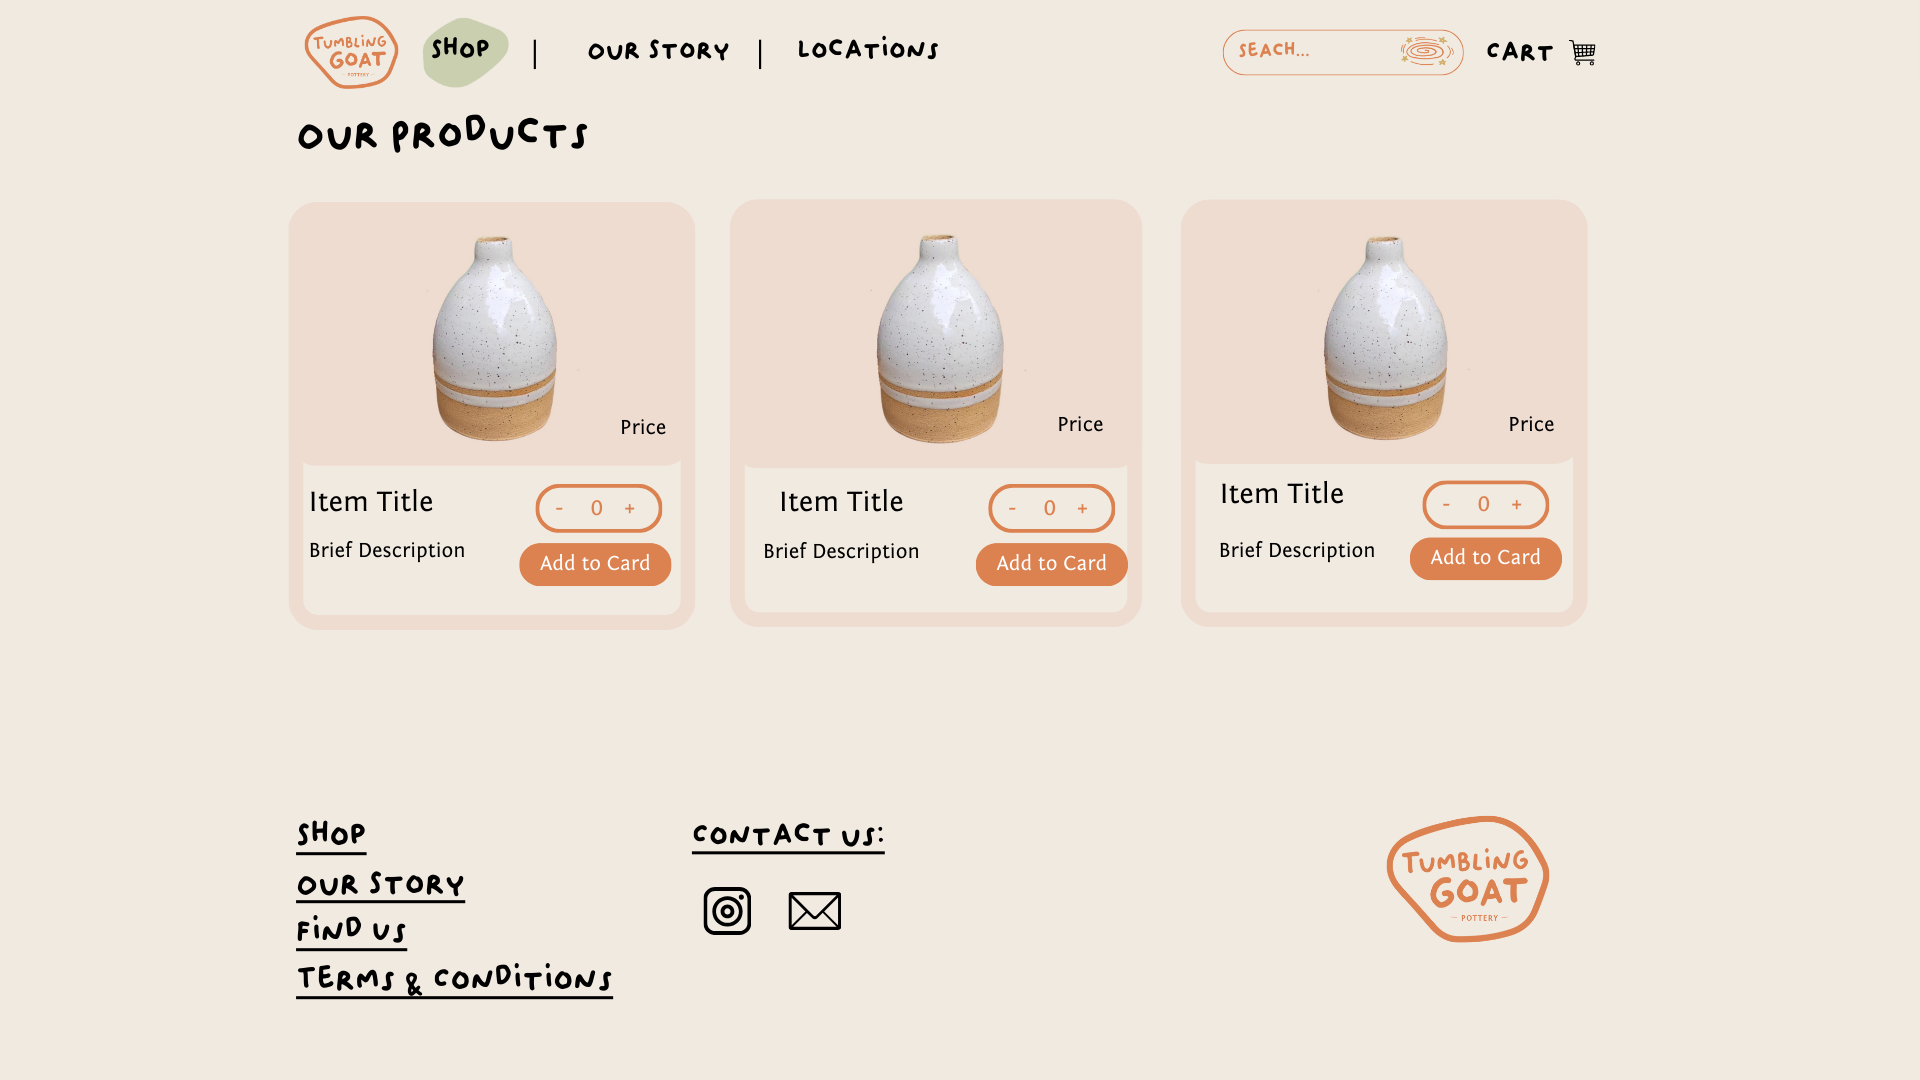 TUMBLING
GOAT
- POTTERY -
SHOP | OUR STORY | LOCATIONS
SEACH...
CART
OUR PRODUCTS
Price
Item Title
- 0 +
Brief Description
Add to Card
Price
Item Title
- 0 +
Brief Description
Add to Card
Price
Item Title
- 0 +
Brief Description
Add to Card
SHOP
OUR STORY
FIND US
TERMS & CONDITIONS
CONTACT US:
TUMBLING
GOAT
- POTTERY -